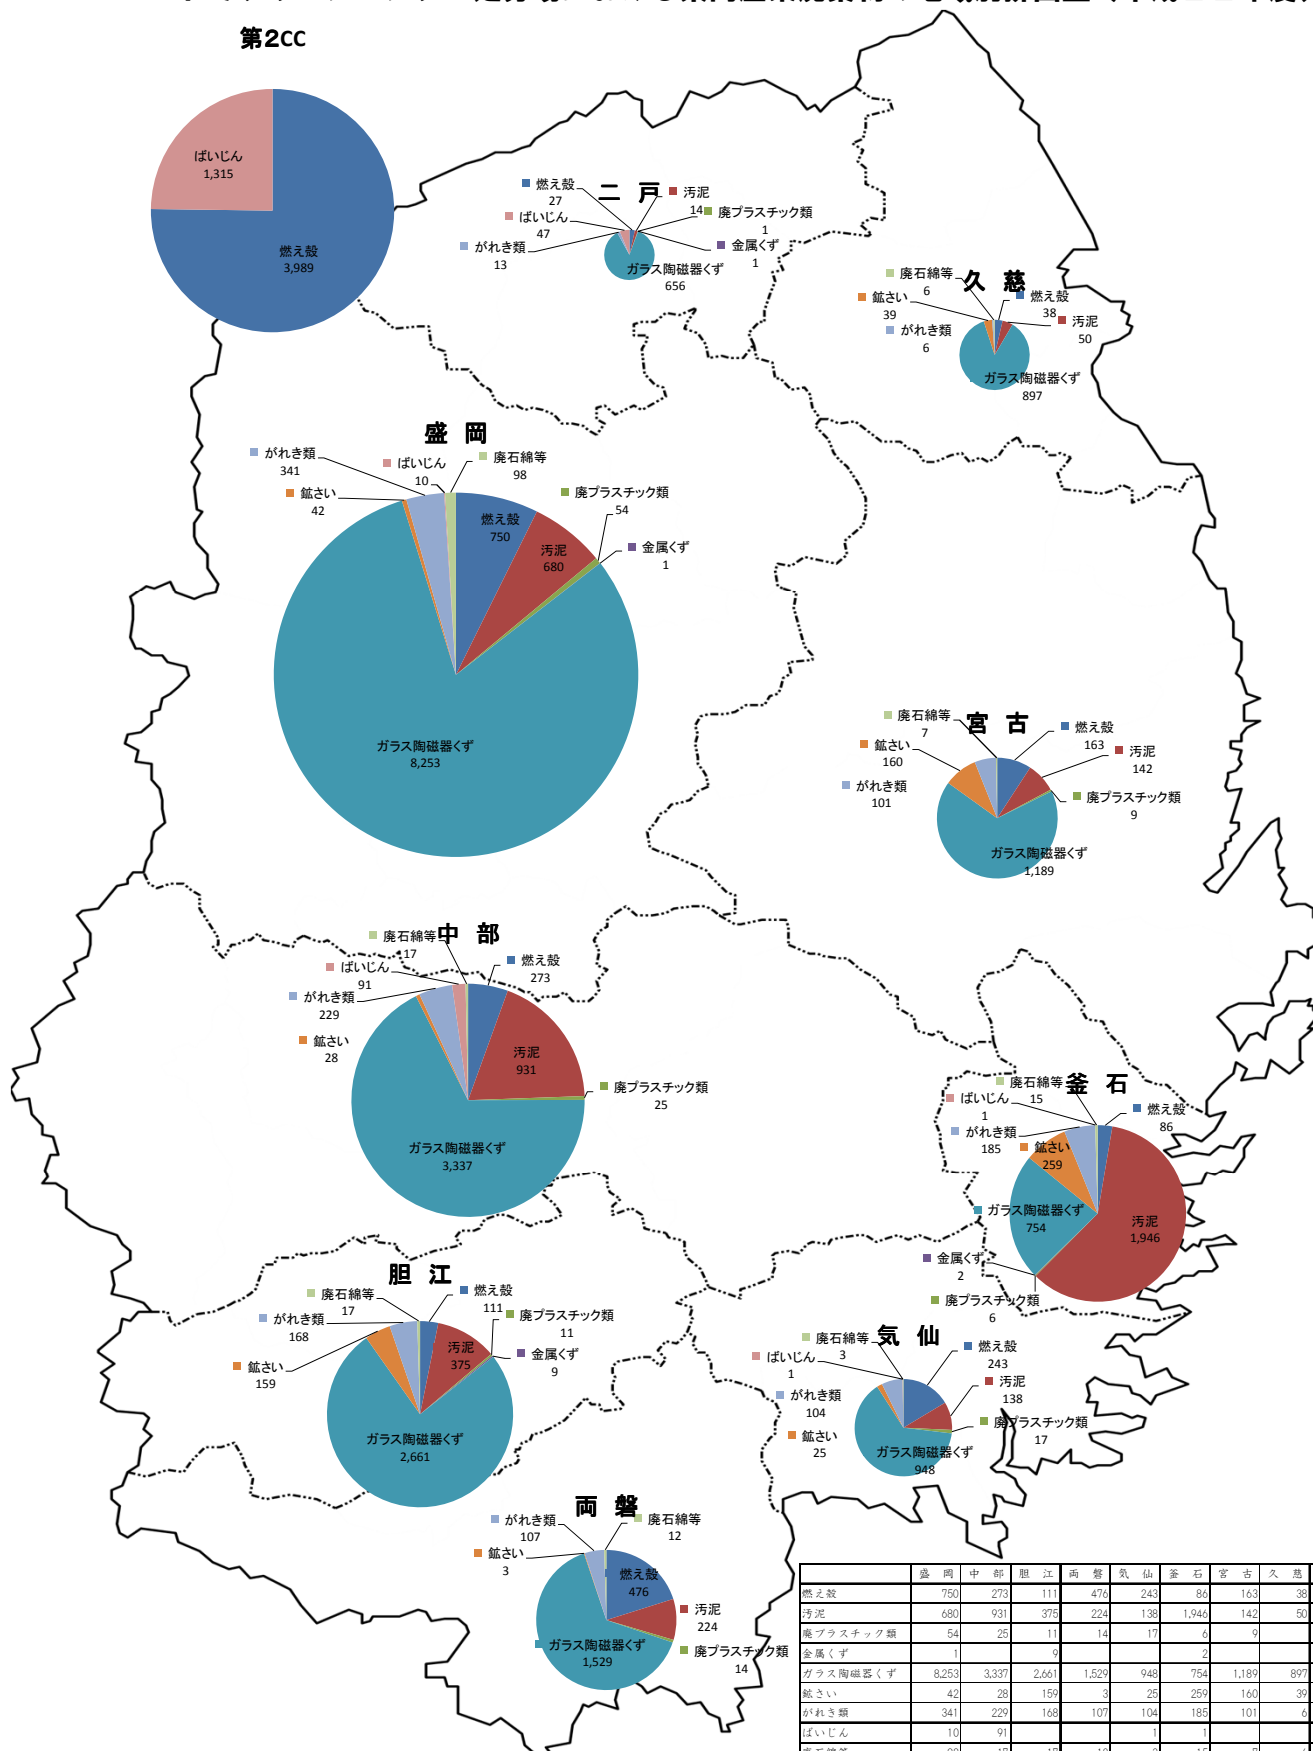 第2CC
ばいじん
1,315
燃え殻
3,989
二 戸
燃え殻
27
汚泥
14
ばいじん
47
廃プラスチック類
1
がれき類
13
金属くず
1
ガラス陶磁器くず
656
久 慈
廃石綿等
6
燃え殻
38
鉱さい
39
汚泥
50
がれき類
6
ガラス陶磁器くず
897
盛 岡
がれき類
341
ばいじん
10
廃石綿等
98
鉱さい
42
廃プラスチック類
54
燃え殻
750
汚泥
680
金属くず
1
ガラス陶磁器くず
8,253
宮 古
廃石綿等
7
燃え殻
163
鉱さい
160
汚泥
142
がれき類
101
廃プラスチック類
9
ガラス陶磁器くず
1,189
中 部
廃石綿等
17
ばいじん
91
燃え殻
273
がれき類
229
鉱さい
28
汚泥
931
廃プラスチック類
25
ガラス陶磁器くず
3,337
釜 石
廃石綿等
15
ばいじん
1
燃え殻
86
がれき類
185
鉱さい
259
ガラス陶磁器くず
754
汚泥
1,946
金属くず
2
廃プラスチック類
6
胆 江
廃石綿等
17
燃え殻
111
がれき類
168
廃プラスチック類
11
汚泥
375
金属くず
9
鉱さい
159
ガラス陶磁器くず
2,661
気 仙
廃石綿等
3
燃え殻
243
ばいじん
1
汚泥
138
がれき類
104
廃プラスチック類
17
鉱さい
25
ガラス陶磁器くず
948
両 磐
がれき類
107
廃石綿等
12
鉱さい
3
燃え殻
476
汚泥
224
ガラス陶磁器くず
1,529
廃プラスチック類
14
盛 岡 中 部 胆 江 両 磐 気 仙 釜 石 宮 古 久 慈
燃え殻 750 273 111 476 243 86 163 38
汚泥 680 931 375 224 138 1,946 142 50
廃プラスチック類 54 25 11 14 17 6 9
金属くず 1 9 2
ガラス陶磁器くず 8,253 3,337 2,661 1,529 948 754 1,189 897
鉱さい 42 28 159 3 25 259 160 39
がれき類 341 229 168 107 104 185 101 6
ばいじん 10 91 1 1